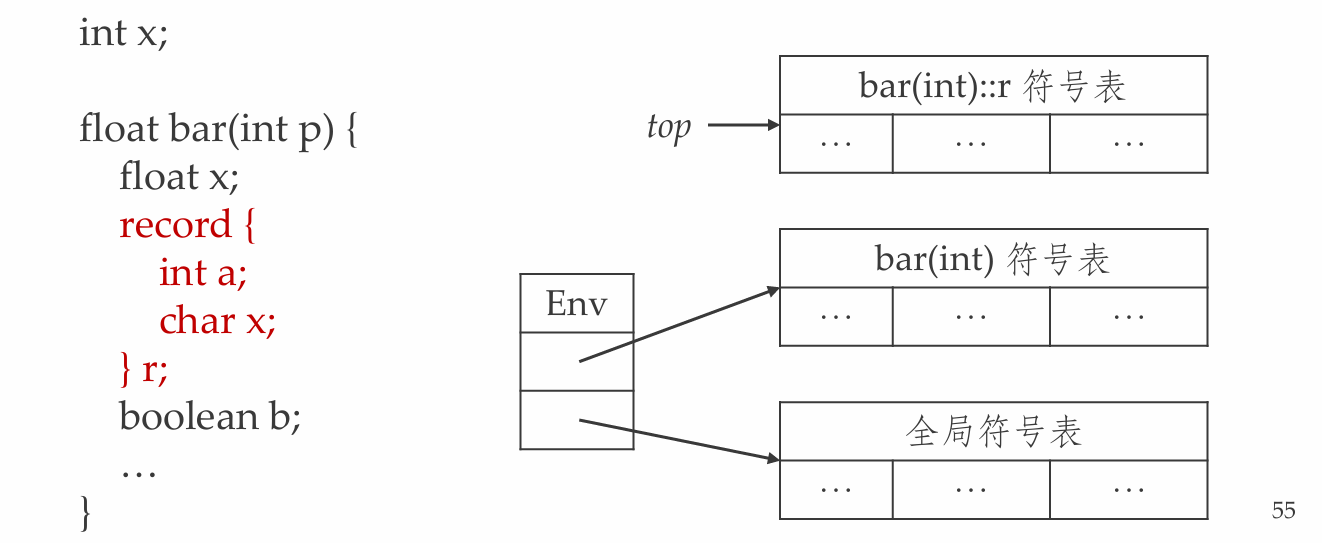 int x;
float bar(int p) {
float x;
record {
int a;
char x;
} r;
boolean b;
…
}
top
bar(int)::r 符号表
… … …
Env
bar(int) 符号表
… … …
全局符号表
… … …
55